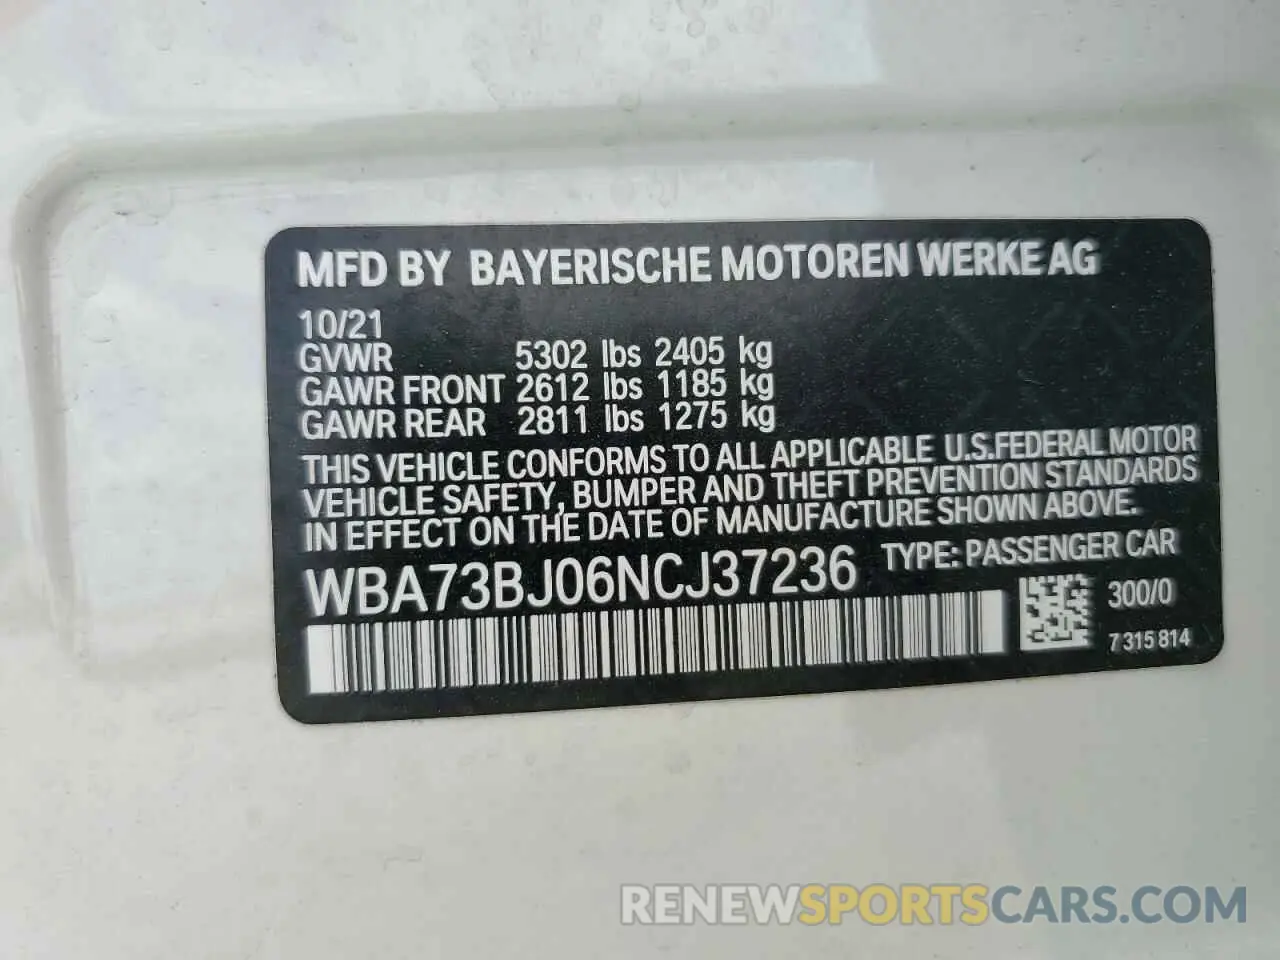 MFD BY BAYERISCHE MOTOREN WERKE AG
10/21
GVWR 5302 lbs 2405 kg
GAWR FRONT 2612 lbs 1185 kg
GAWR REAR 2811 lbs 1275 kg
THIS VEHICLE CONFORMS TO ALL APPLICABLE U.S.FEDERAL MOTOR
VEHICLE SAFETY, BUMPER AND THEFT PREVENTION STANDARDS
IN EFFECT ON THE DATE OF MANUFACTURE SHOWN ABOVE.
WBA73BJ06NCJ37236 TYPE: PASSENGER CAR
300/0
7 315 814
RENEWSPORTSCARS.COM